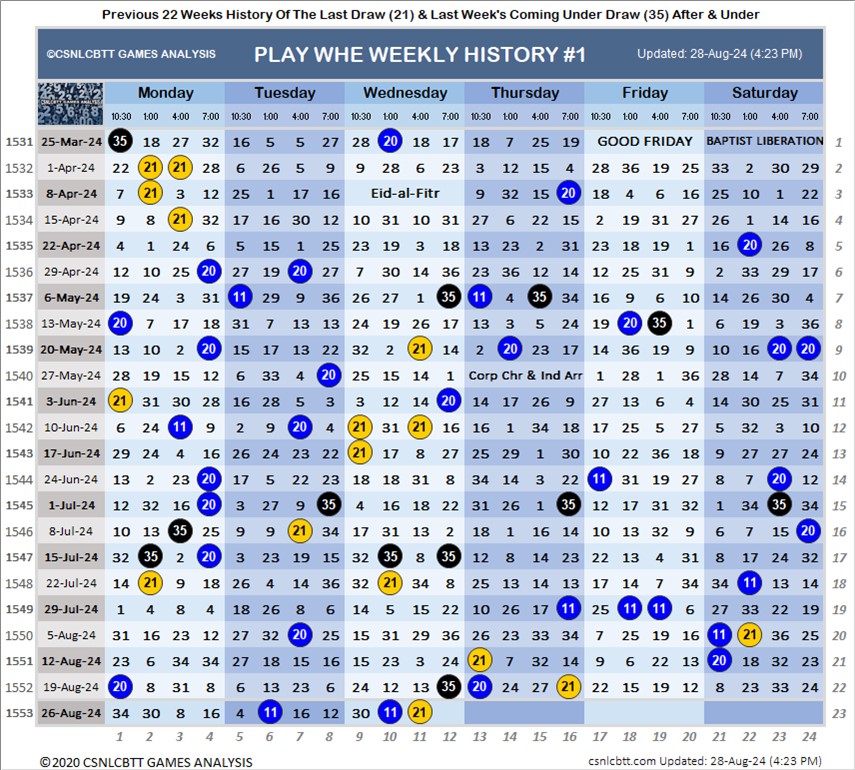 Previous 22 Weeks History Of The Last Draw (21) & Last Week's Coming Under Draw (35) After & Under
©CSNLCBTT GAMES ANALYSIS PLAY WHE WEEKLY HISTORY #1 Updated: 28-Aug-24 (4:23 PM)
CSNLCBTT GAMES ANALYSIS Monday Tuesday Wednesday Thursday Friday Saturday
10:30 1:00 4:00 7:00 10:30 1:00 4:00 7:00 10:30 1:00 4:00 7:00 10:30 1:00 4:00 7:00 10:30 1:00 4:00 7:00 10:30 1:00 4:00 7:00
1531 25-Mar-24 35 18 27 32 16 5 5 27 28 20 18 17 18 7 25 19 GOOD FRIDAY BAPTIST LIBERATION 1
1532 1-Apr-24 22 21 21 28 6 26 5 9 9 28 6 23 3 12 15 4 28 36 19 25 33 2 30 29 2
1533 8-Apr-24 7 21 3 12 25 1 17 16 Eid-al-Fitr 9 32 15 20 18 4 6 16 25 10 1 22 3
1534 15-Apr-24 9 8 21 32 17 16 30 12 10 31 10 31 27 6 22 15 2 19 31 27 26 1 14 16 4
1535 22-Apr-24 4 1 24 6 5 15 1 25 23 19 3 18 13 23 2 31 23 18 19 1 16 20 26 8 5
1536 29-Apr-24 12 10 25 20 27 19 20 27 7 30 14 36 23 36 12 14 12 25 31 9 2 33 29 17 6
1537 6-May-24 19 24 3 31 11 29 9 36 26 27 1 35 11 4 35 34 16 9 6 10 14 26 30 4 7
1538 13-May-24 20 7 17 18 31 7 13 13 24 19 26 17 13 3 5 24 19 20 35 1 6 19 3 36 8
1539 20-May-24 13 10 2 20 15 17 13 22 32 2 21 14 2 20 23 17 14 36 19 9 10 16 20 20 9
1540 27-May-24 28 19 15 12 6 33 4 20 25 15 14 1 Corp Chr & Ind Arr 1 28 1 36 28 14 7 34 10
1541 3-Jun-24 21 31 30 28 16 28 5 3 3 12 14 20 14 17 26 9 27 13 6 4 14 30 25 31 11
1542 10-Jun-24 6 24 11 9 2 9 20 4 21 31 21 16 16 1 34 18 17 25 5 27 5 32 3 10 12
1543 17-Jun-24 29 24 4 16 26 24 23 22 21 17 8 27 25 29 1 30 10 22 36 18 9 27 27 24 13
1544 24-Jun-24 13 2 23 20 17 5 22 23 18 18 31 8 34 14 3 22 11 31 19 27 8 7 20 12 14
1545 1-Jul-24 12 32 16 20 3 27 9 35 4 16 18 22 31 26 1 35 12 17 31 32 1 34 35 34 15
1546 8-Jul-24 10 13 35 25 9 9 21 34 17 31 13 2 18 1 16 14 10 13 32 9 6 7 15 20 16
1547 15-Jul-24 32 35 2 20 3 23 19 15 32 35 8 35 12 8 14 23 22 13 4 31 8 17 24 32 17
1548 22-Jul-24 14 21 9 18 26 4 14 36 32 21 34 8 25 13 14 13 17 14 7 34 34 11 13 14 18
1549 29-Jul-24 1 4 8 4 18 26 8 6 14 5 15 22 10 26 17 11 25 11 11 6 27 33 22 19 19
1550 5-Aug-24 31 16 23 12 27 32 20 25 15 31 29 36 26 23 33 34 7 25 19 16 11 21 36 25 20
1551 12-Aug-24 23 6 34 34 27 18 15 16 15 23 3 24 21 7 32 14 9 6 22 13 20 18 32 23 21
1552 19-Aug-24 20 8 31 8 6 13 23 6 24 12 13 35 20 24 27 21 22 15 19 12 8 23 33 24 22
1553 26-Aug-24 34 30 8 16 4 11 16 12 30 11 21 23
1 2 3 4 5 6 7 8 9 10 11 12 13 14 15 16 17 18 19 20 21 22 23 24
©2020 CSNLCBTT GAMES ANALYSIS csnlcbtt.com Updated: 28-Aug-24 (4:23 PM)